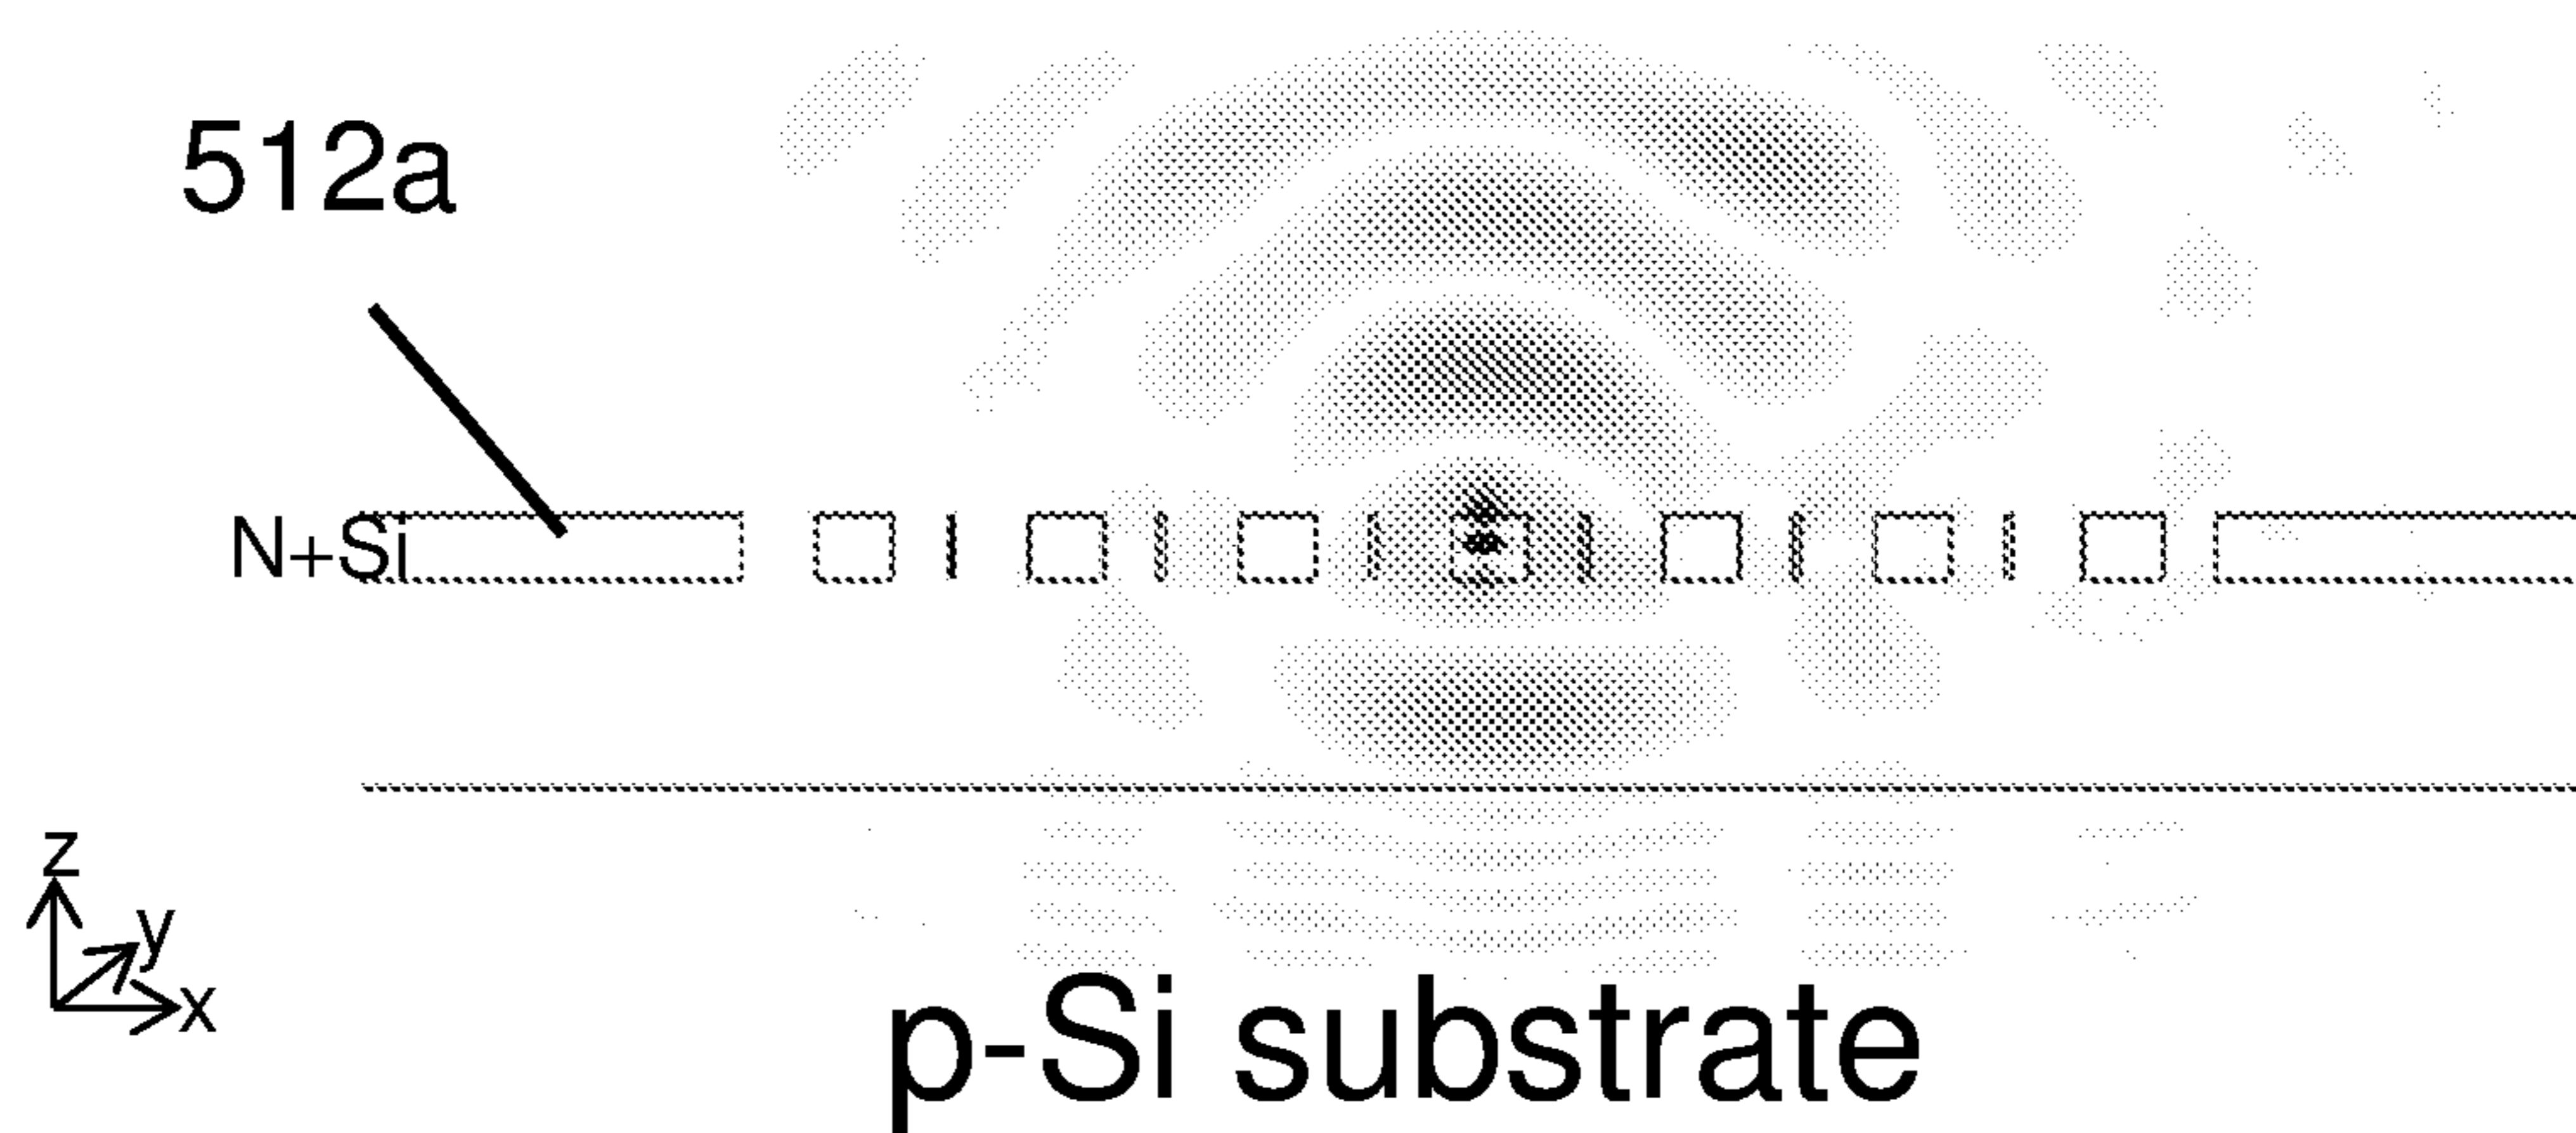 512a
N+Si
z
y
x
p-Si substrate